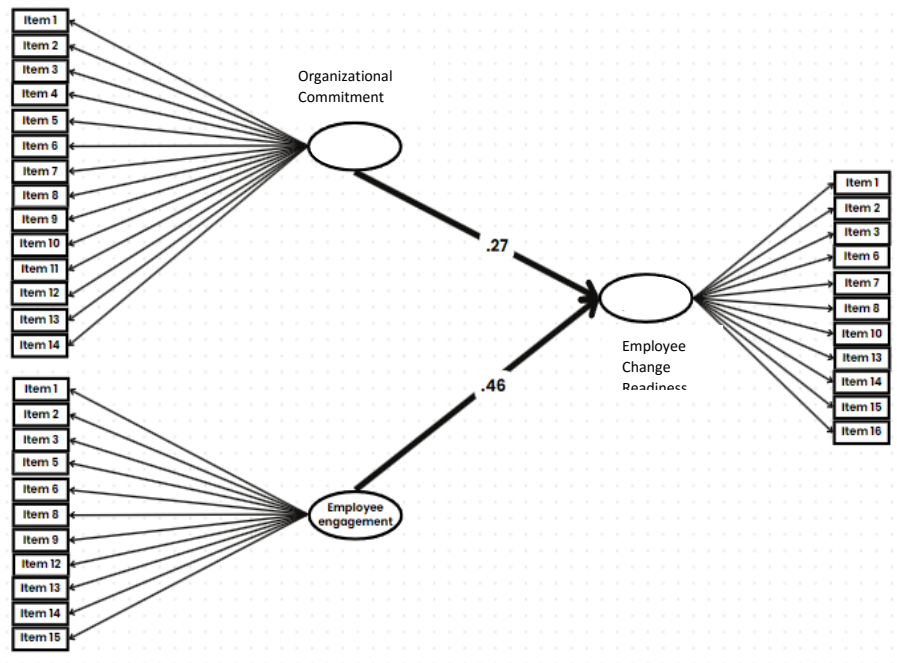 Item 1
Item 2
Item 3
Item 4
Item 5
Item 6
Item 7
Item 8
Item 9
Item 10
Item 11
Item 12
Item 13
Item 14
Organizational
Commitment
.27
Item 1
Item 2
Item 3
Item 6
Item 7
Item 8
Item 10
Item 13
Item 14
Item 15
Item 16
Employee
Change
Readiness
.46
Item 1
Item 2
Item 3
Item 5
Item 6
Item 8
Item 9
Item 12
Item 13
Item 14
Item 15
Employee
engagement